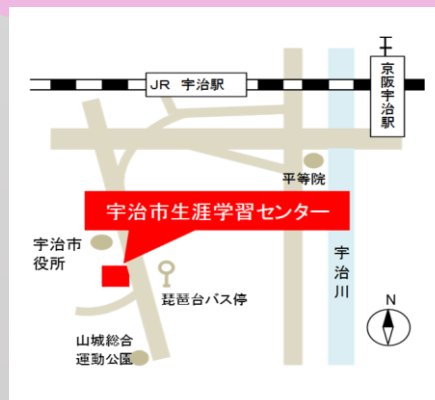 JR 宇治駅
京阪宇治駅
平等院
宇治市生涯学習センター
宇治市
役所
琵琶台バス停
宇治川
N
山城総合
運動公園